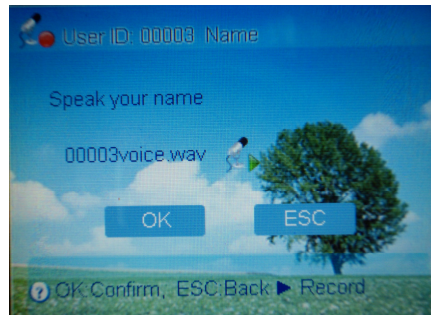 User ID: 00003 Name
Speak your name
00003voice.wav
OK ESC
OK:Confirm, ESC:Back ▶ Record